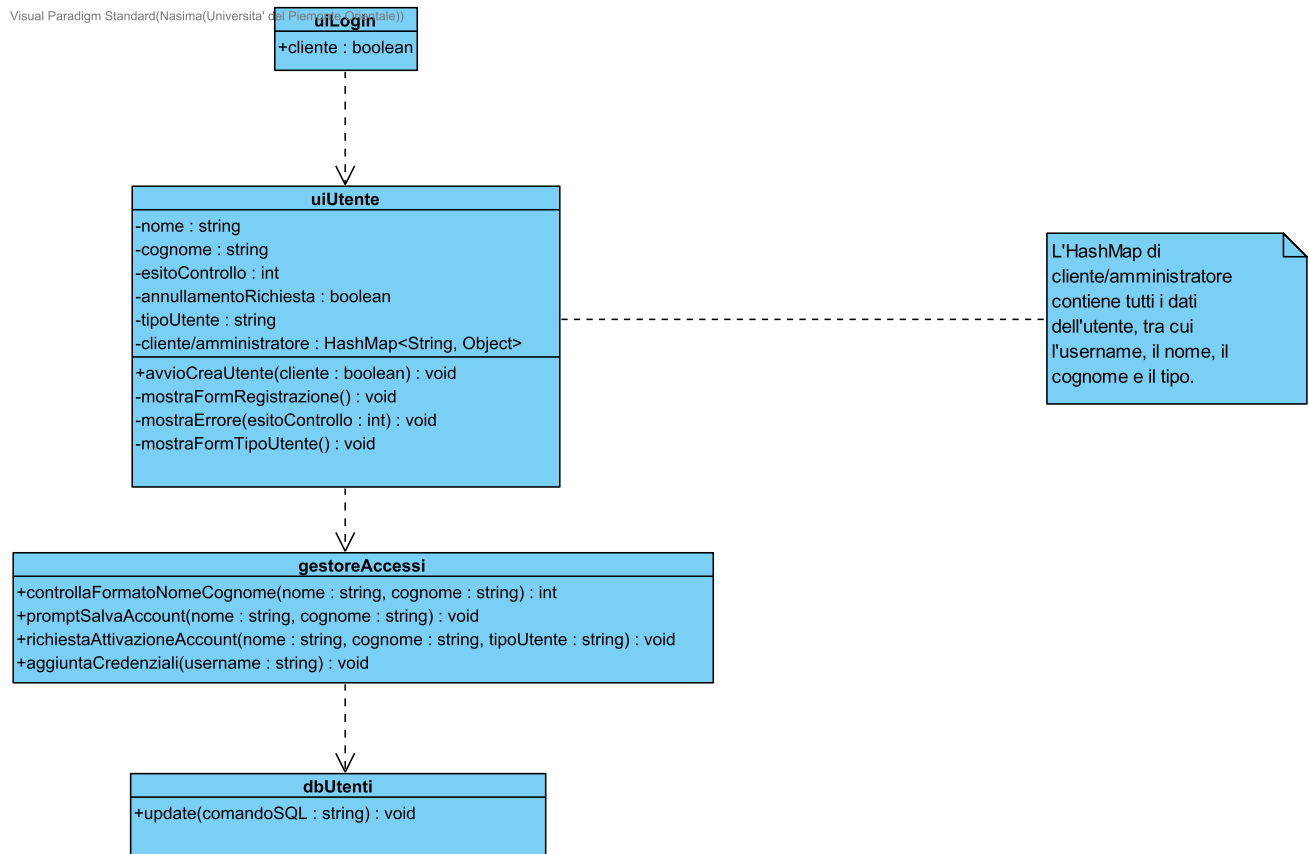 Visual Paradigm Standard(Nasima(Universita' del Piemonte Orientale))
uiLogin
+cliente : boolean
uiUtente
-nome : string
-cognome : string
-esitoControllo : int
-annullamentoRichiesta : boolean
-tipoUtente : string
-cliente/amministratore : HashMap<String, Object>
+avvioCreaUtente(cliente : boolean) : void
-mostraFormRegistrazione() : void
-mostraErrore(esitoControllo : int) : void
-mostraFormTipoUtente() : void
L'HashMap di
cliente/amministratore
contiene tutti i dati
dell'utente, tra cui
l'username, il nome, il
cognome e il tipo.
gestoreAccessi
+controllaFormatoNomeCognome(nome : string, cognome : string) : int
+promptSalvaAccount(nome : string, cognome : string) : void
+richiestaAttivazioneAccount(nome : string, cognome : string, tipoUtente : string) : void
+aggiuntaCredenziali(username : string) : void
dbUtenti
+update(comandoSQL : string) : void